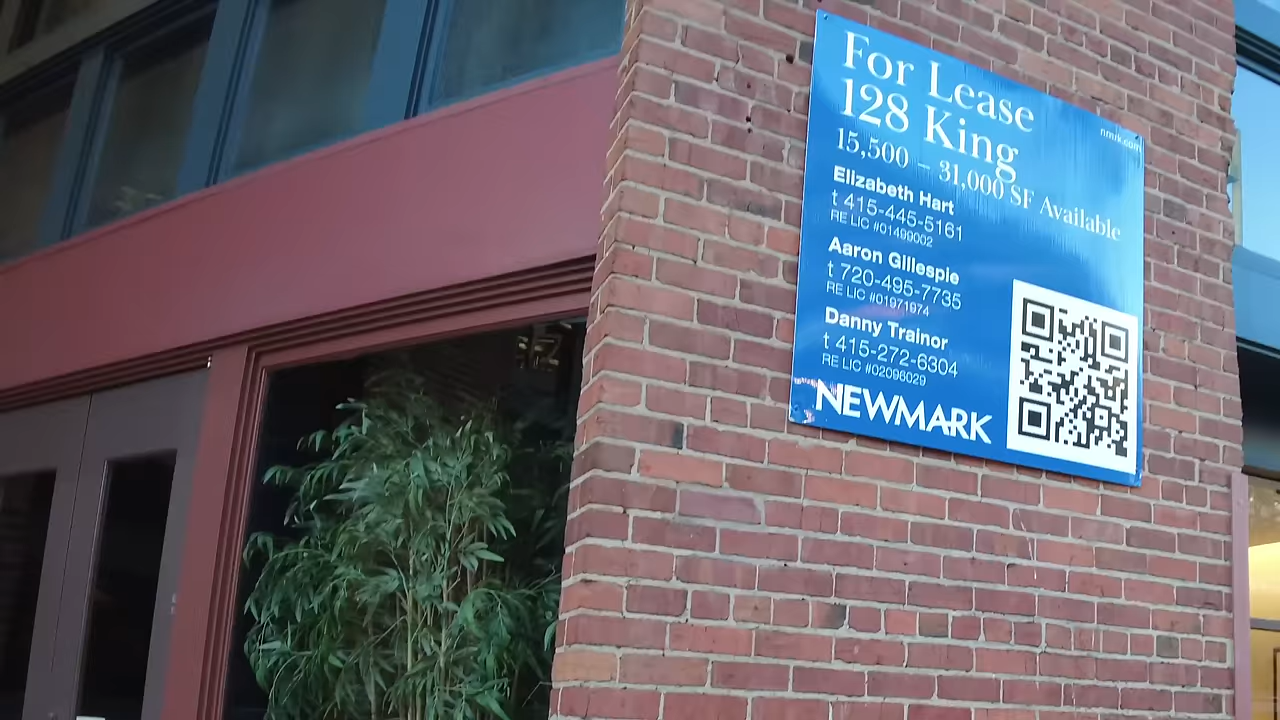 For Lease
128 King
nmrk.com
15,500 – 31,000 SF Available
Elizabeth Hart
t 415-445-5161
RE LIC #01499002
Aaron Gillespie
t 720-495-7735
RE LIC #01971974
Danny Trainor
t 415-272-6304
RE LIC #02096029
NEWMARK